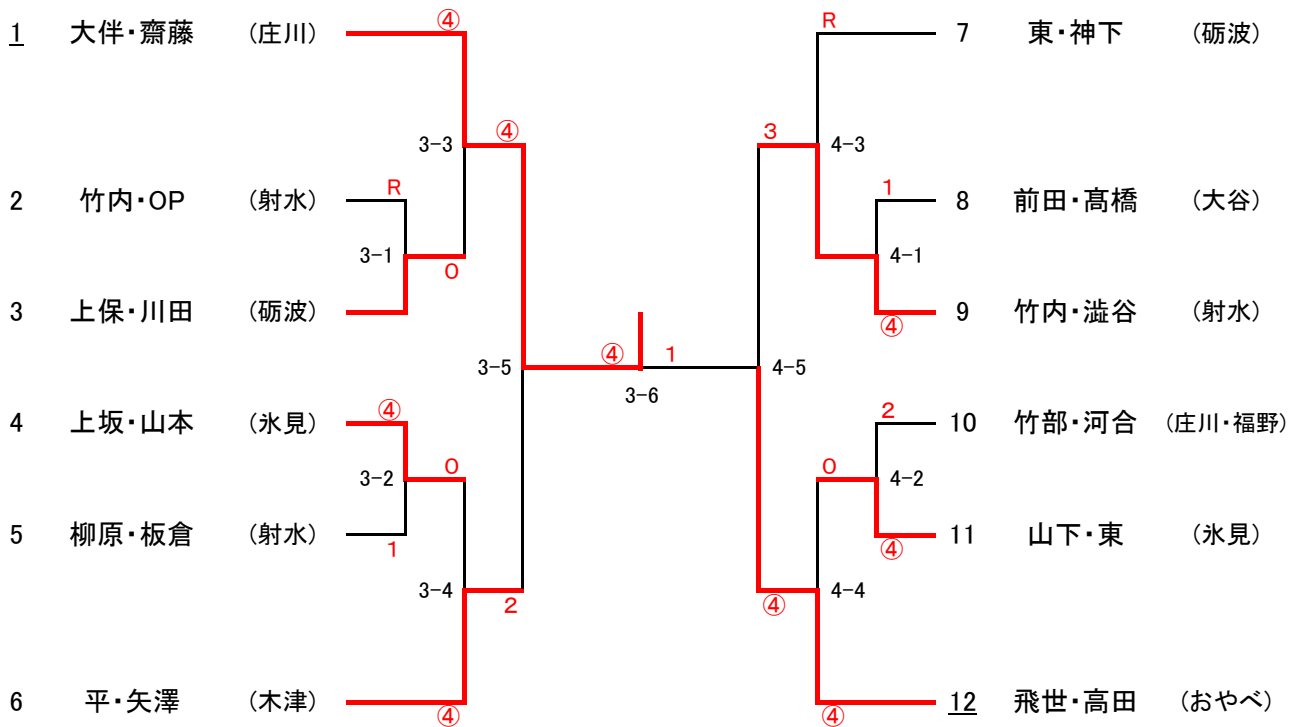 ④
R
1 大伴・齋藤 (庄川)
7 東・神下 (砺波)
3-3 ④
3 4-3
R
1
2 竹内・OP (射水)
8 前田・髙橋 (大谷)
3-1
0
4-1
3 上保・川田 (砺波)
④
9 竹内・澁谷 (射水)
3-5 ④ 1 4-5
3-6
④
2
4 上坂・山本 (氷見)
10 竹部・河合 (庄川・福野)
3-2 0
0 4-2
5 柳原・板倉 (射水)
1
④
11 山下・東 (氷見)
3-4 2
④ 4-4
6 平・矢澤 (木津)
④
④
12 飛世・高田 (おやべ)